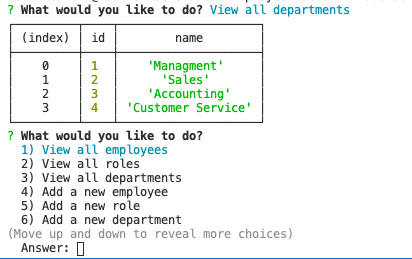 ? What would you like to do? View all departments
(index) id name
0 1 'Managment'
1 2 'Sales'
2 3 'Accounting'
3 4 'Customer Service'
? What would you like to do?
1) View all employees
2) View all roles
3) View all departments
4) Add a new employee
5) Add a new role
6) Add a new department
(Move up and down to reveal more choices)
Answer: